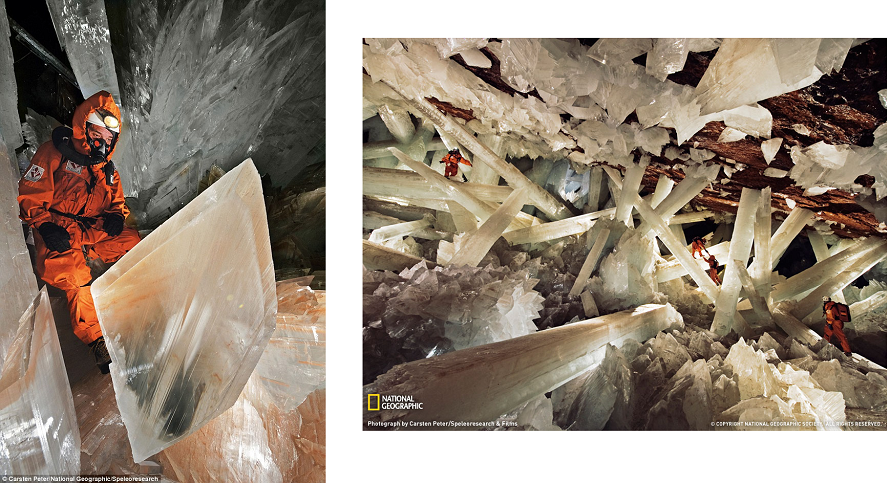 © Carsten Peter/National Geographic/Speleoresearch
NATIONAL
GEOGRAPHIC
Photograph by Carsten Peter/Speleoresearch & Films
© COPYRIGHT NATIONAL GEOGRAPHIC SOCIETY. ALL RIGHTS RESERVED.